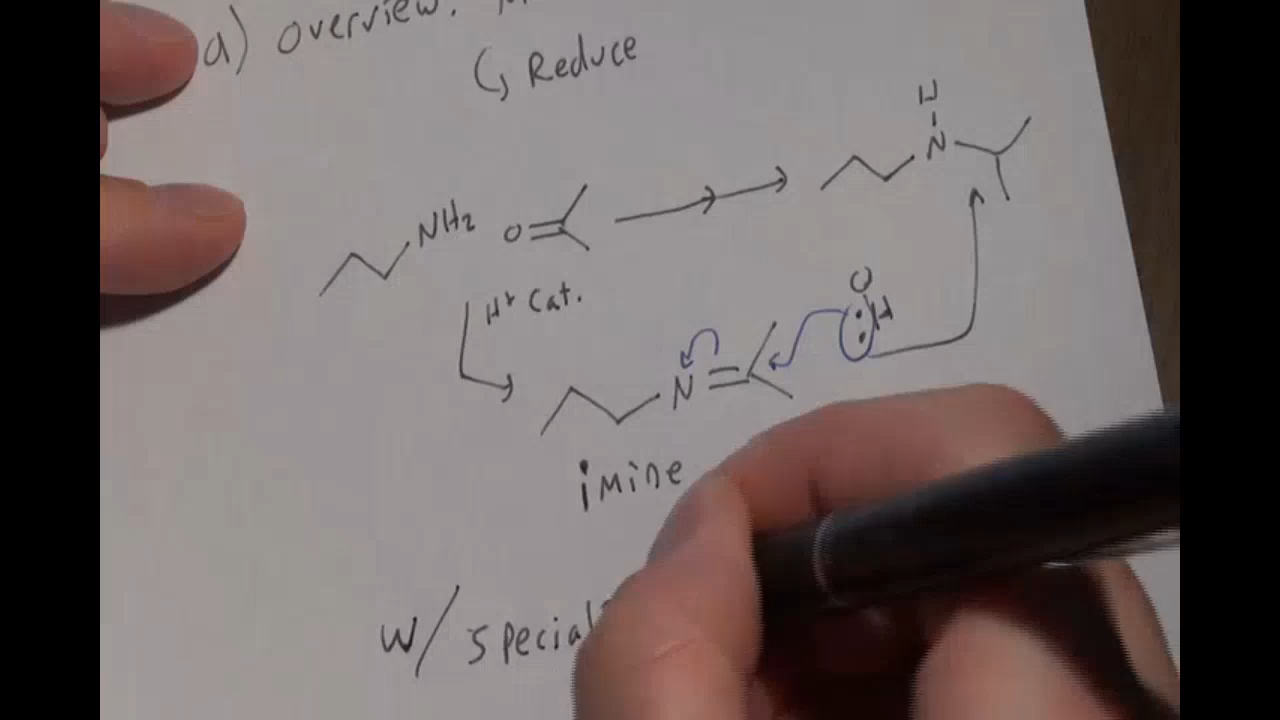 a) overview.
↳ Reduce
H
N
NH₂ O
H⁺ Cat.
⊖
H
N
imine
w/ special